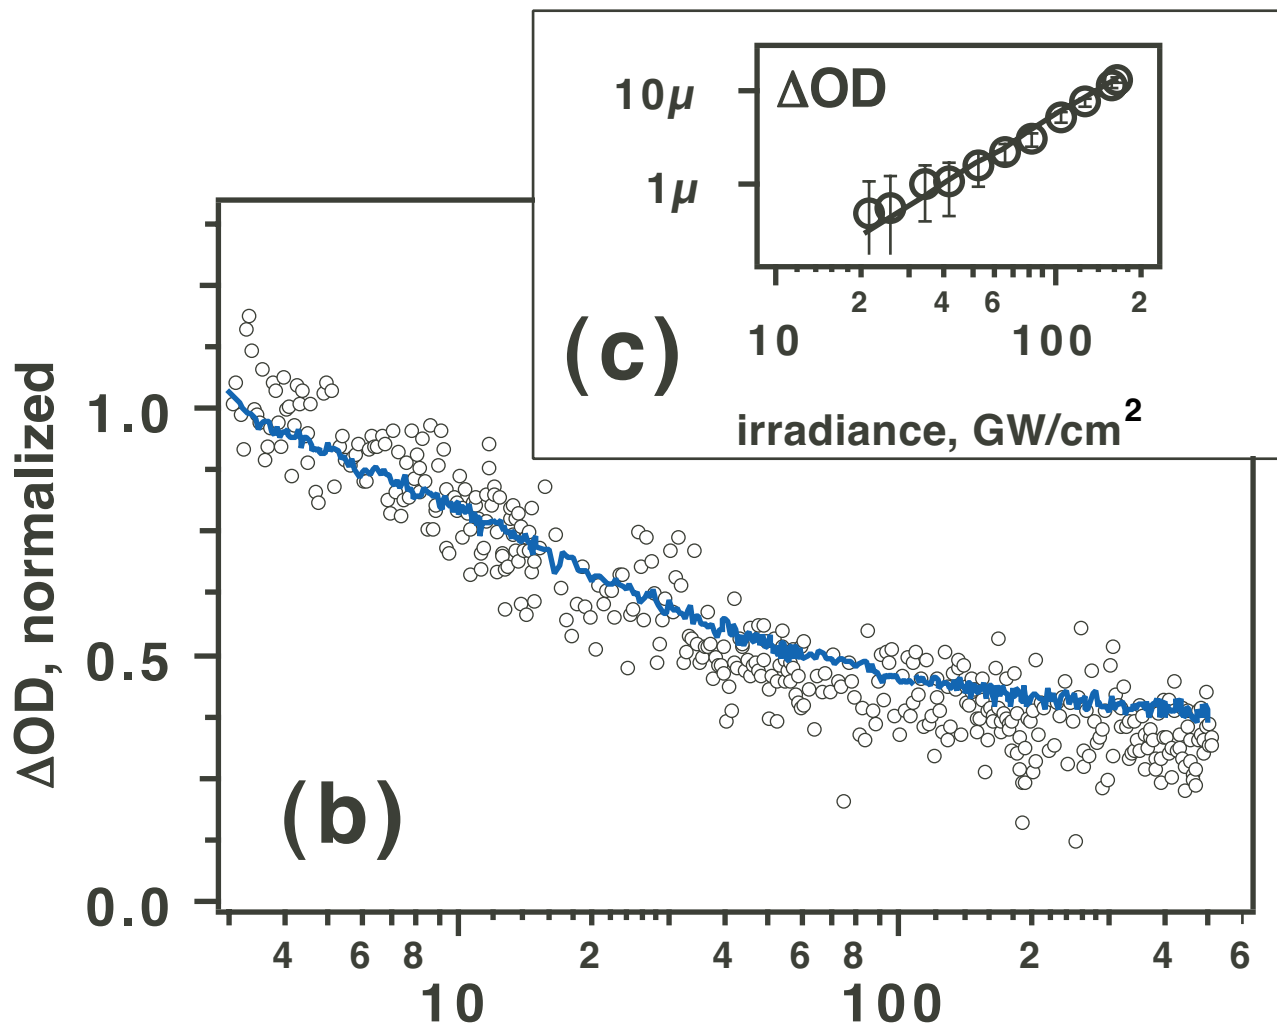 10µ
ΔOD
1µ
2 4 6 2
10 100
(c)
irradiance, GW/cm2
ΔOD, normalized
1.0
0.5
0.0
(b)
4 6 8 2 4 6 8 2 4 6
10 100